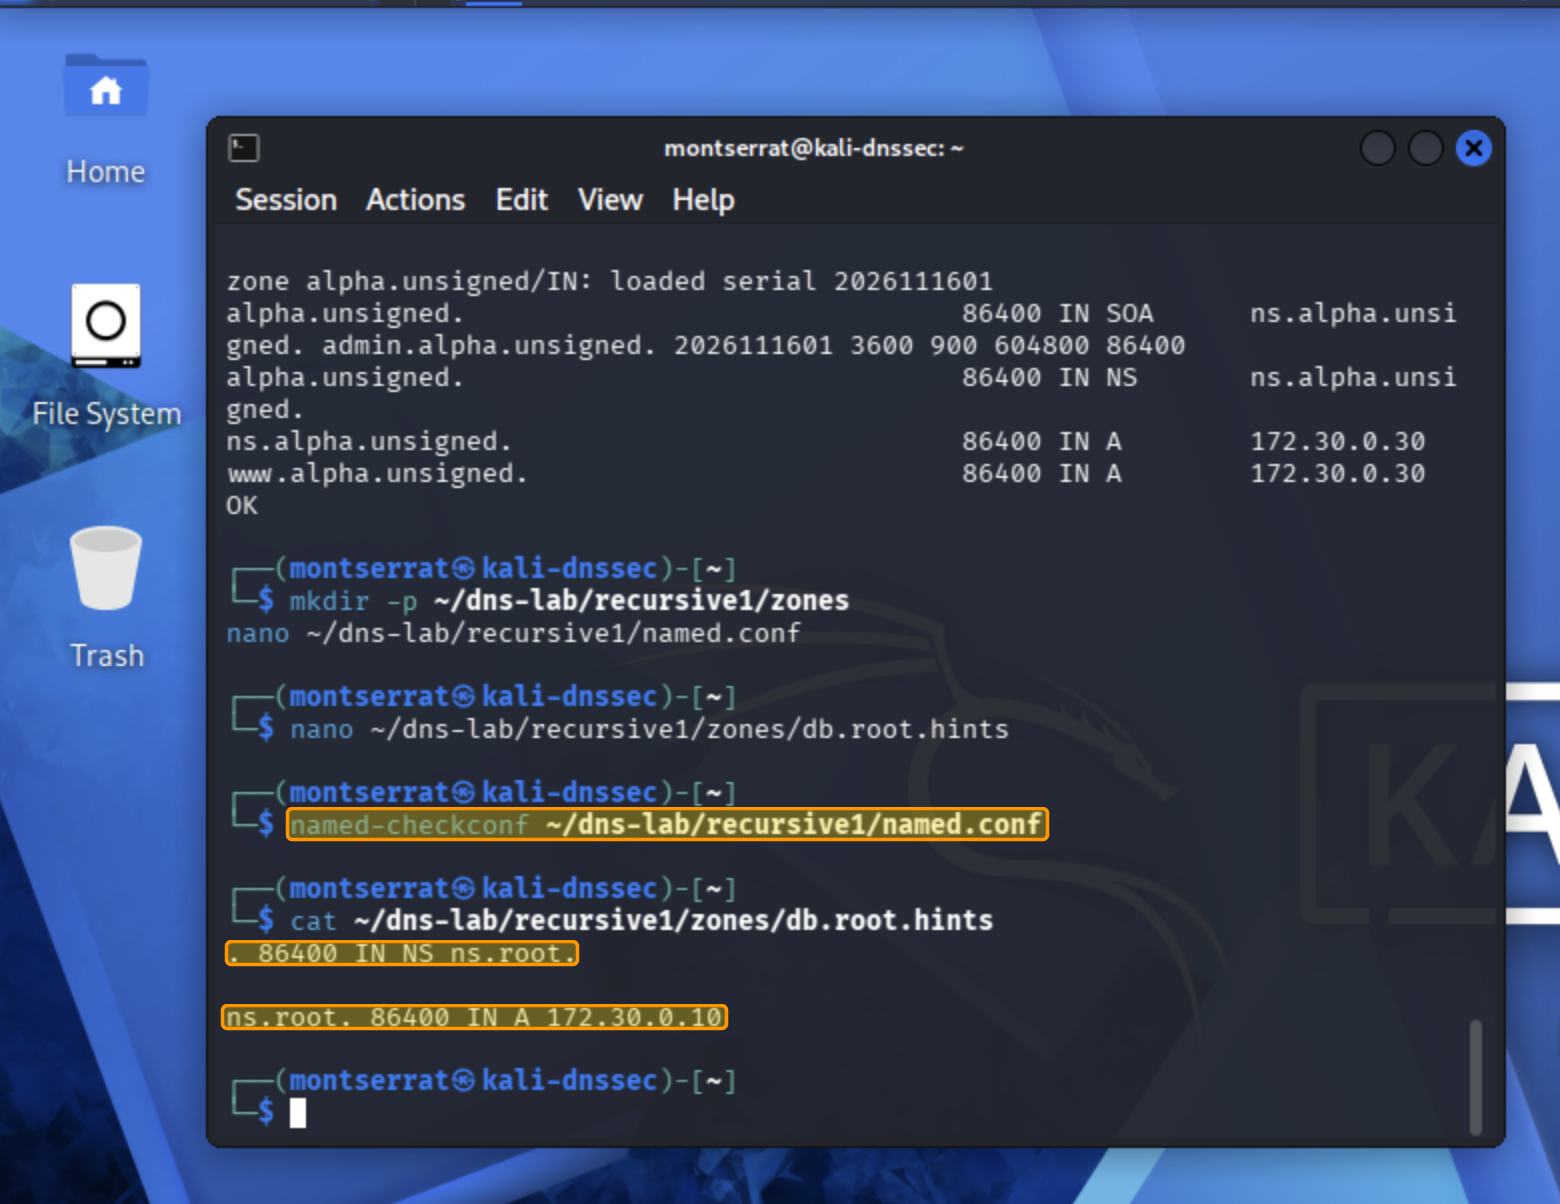 montserrat@kali-dnssec: ~
Session Actions Edit View Help
Home
File System
Trash
zone alpha.unsigned/IN: loaded serial 2026111601
alpha.unsigned. 86400 IN SOA ns.alpha.unsi
gned. admin.alpha.unsigned. 2026111601 3600 900 604800 86400
alpha.unsigned. 86400 IN NS ns.alpha.unsi
gned.
ns.alpha.unsigned. 86400 IN A 172.30.0.30
www.alpha.unsigned. 86400 IN A 172.30.0.30
OK
┌──(montserrat㉿kali-dnssec)-[~]
└─$ mkdir -p ~/dns-lab/recursive1/zones
nano ~/dns-lab/recursive1/named.conf
┌──(montserrat㉿kali-dnssec)-[~]
└─$ nano ~/dns-lab/recursive1/zones/db.root.hints
┌──(montserrat㉿kali-dnssec)-[~]
└─$ named-checkconf ~/dns-lab/recursive1/named.conf
┌──(montserrat㉿kali-dnssec)-[~]
└─$ cat ~/dns-lab/recursive1/zones/db.root.hints
. 86400 IN NS ns.root.
ns.root. 86400 IN A 172.30.0.10
┌──(montserrat㉿kali-dnssec)-[~]
└─$
KA